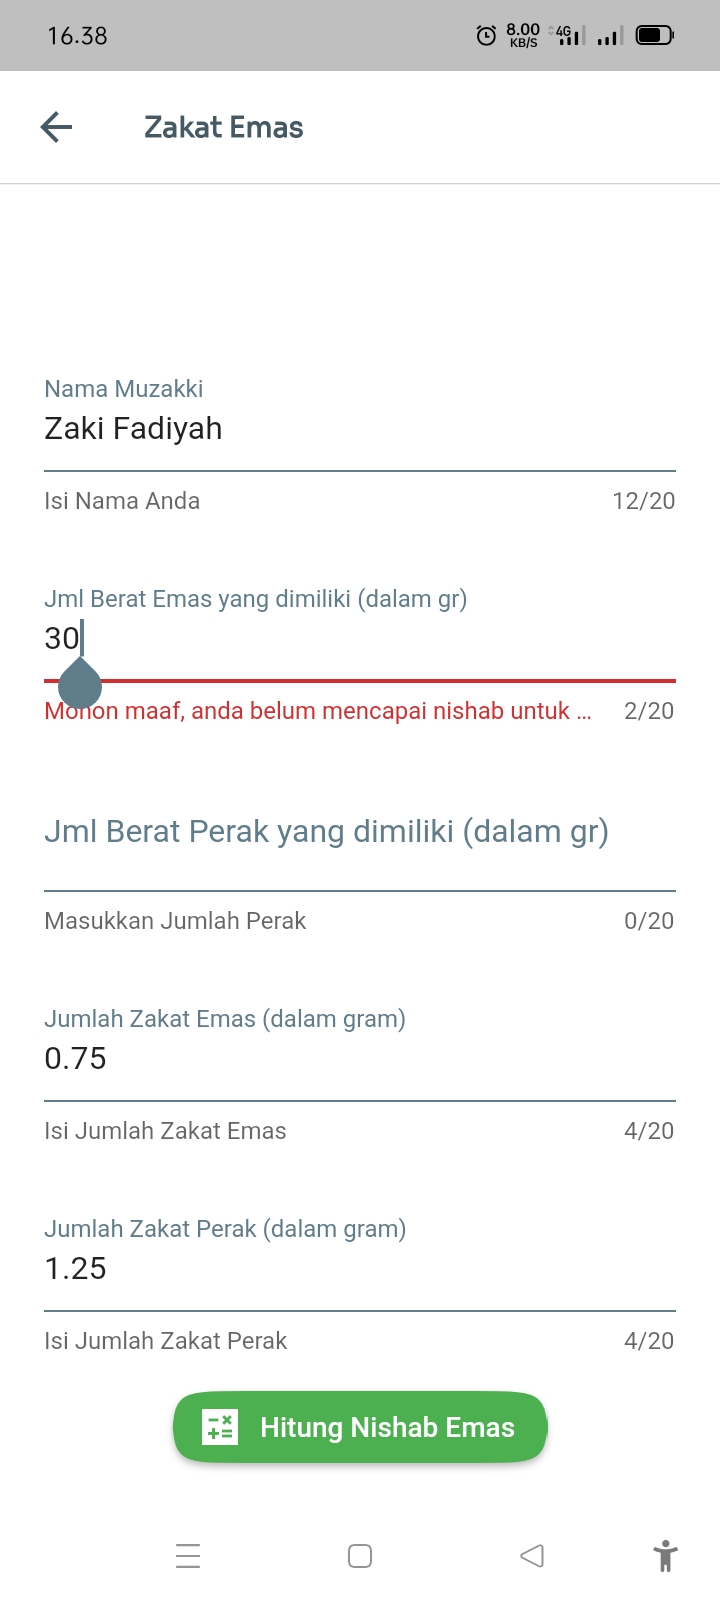 16.38
8.00
KB/S
4G
Zakat Emas
Nama Muzakki
Zaki Fadiyah
Isi Nama Anda 12/20
Jml Berat Emas yang dimiliki (dalam gr)
30
Mohon maaf, anda belum mencapai nishab untuk ... 2/20
Jml Berat Perak yang dimiliki (dalam gr)
Masukkan Jumlah Perak 0/20
Jumlah Zakat Emas (dalam gram)
0.75
Isi Jumlah Zakat Emas 4/20
Jumlah Zakat Perak (dalam gram)
1.25
Isi Jumlah Zakat Perak 4/20
Hitung Nishab Emas